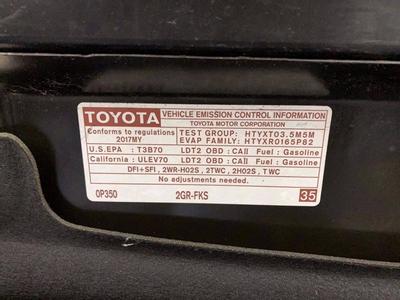 TOYOTA VEHICLE EMISSION CONTROL INFORMATION
TOYOTA MOTOR CORPORATION
Conforms to regulations
2017MY
TEST GROUP: HTYXT03.5M5M
EVAP FAMILY: HTYXR0165P82
U.S.EPA : T3B70 LDT2 OBD : CAII Fuel : Gasoline
California : ULEV70 LDT2 OBD : CAII Fuel : Gasoline
DFI+SFI, 2WR-HO2S, 2TWC, 2HO2S, TWC
No adjustments needed.
0P350 2GR-FKS 35